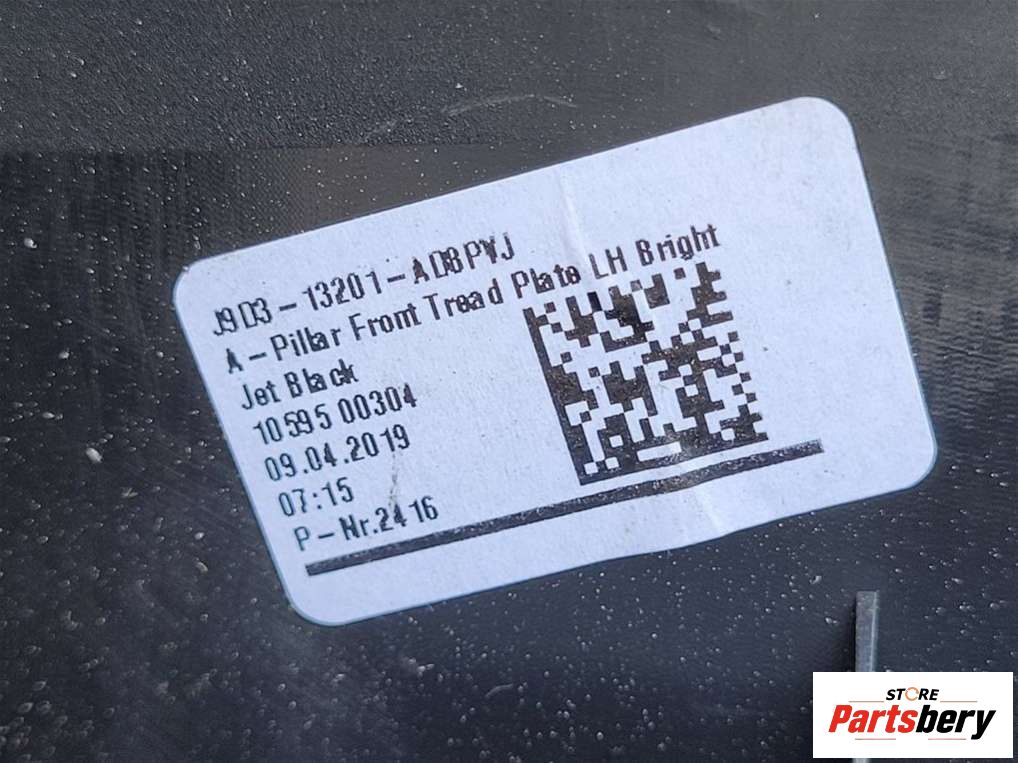 J9D3-13201-AD8PVJ
A-Pillar Front Tread Plate LH Bright
Jet Black
10595 00304
09.04.2019
07:15
P-Nr.2416
STORE
Partsbery